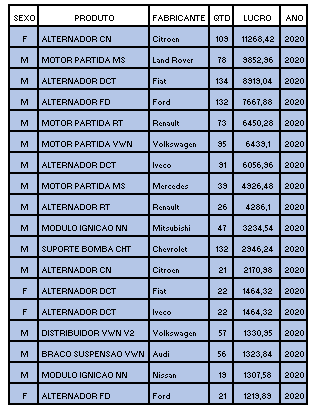 SEXO PRODUTO FABRICANTE QTD LUCRO ANO
F ALTERNADOR CN Citroen 109 11268,42 2020
M MOTOR PARTIDA MS Land Rover 78 9852,96 2020
M ALTERNADOR DCT Fiat 134 8919,04 2020
M ALTERNADOR FD Ford 132 7667,88 2020
M MOTOR PARTIDA RT Renault 73 6450,28 2020
M MOTOR PARTIDA VWN Volkswagen 95 6439,1 2020
M ALTERNADOR DCT Iveco 91 6056,96 2020
M MOTOR PARTIDA MS Mercedes 39 4926,48 2020
M ALTERNADOR RT Renault 26 4286,1 2020
M MODULO IGNICAO NN Mitsubishi 47 3234,54 2020
M SUPORTE BOMBA CHT Chevrolet 132 2946,24 2020
M ALTERNADOR CN Citroen 21 2170,98 2020
F ALTERNADOR DCT Fiat 22 1464,32 2020
F ALTERNADOR DCT Iveco 22 1464,32 2020
M DISTRIBUIDOR VWN V2 Volkswagen 57 1330,95 2020
M BRACO SUSPENSAO VWN Audi 56 1323,84 2020
M MODULO IGNICAO NN Nissan 19 1307,58 2020
F ALTERNADOR FD Ford 21 1219,89 2020